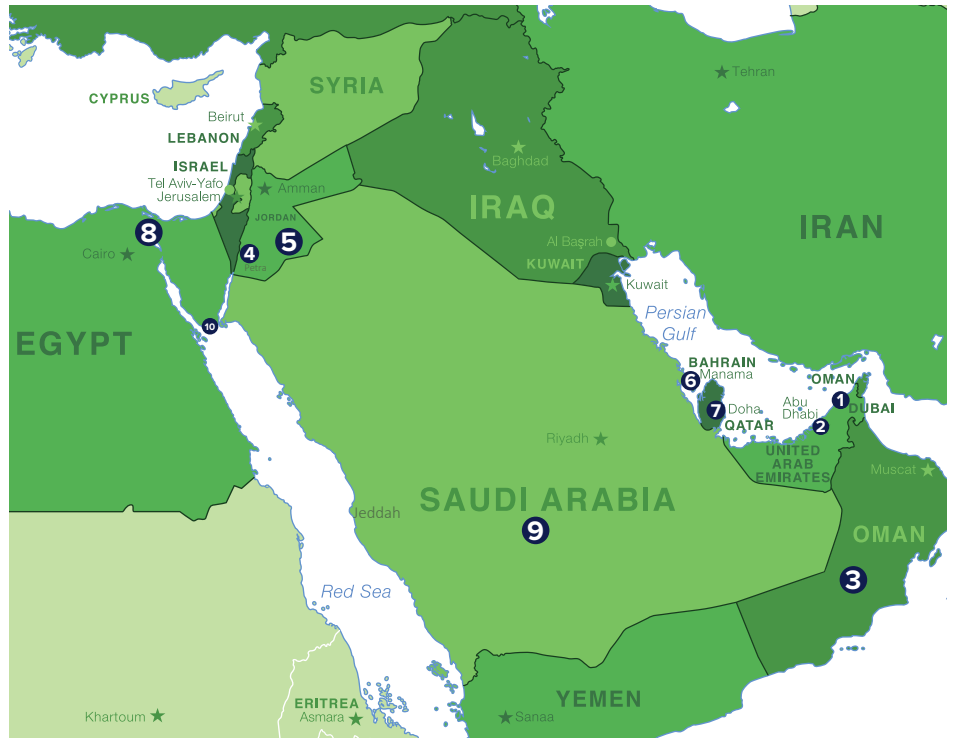 Tehran
SYRIA
CYPRUS
Beirut
LEBANON
Baghdad
ISRAEL
Tel Aviv-Yafo
Jerusalem
Amman
IRAQ
JORDAN
IRAN
8
5
Cairo
4
Petra
Al Başrah
KUWAIT
Kuwait
Persian
Gulf
10
EGYPT
BAHRAIN
Manama
6
OMAN
1
DUBAI
7
Doha
QATAR
Abu
Dhabi
2
Riyadh
UNITED
ARAB
EMIRATES
Muscat
SAUDI ARABIA
Jeddah
9
OMAN
3
Red Sea
YEMEN
ERITREA
Asmara
Khartoum
Sanaa